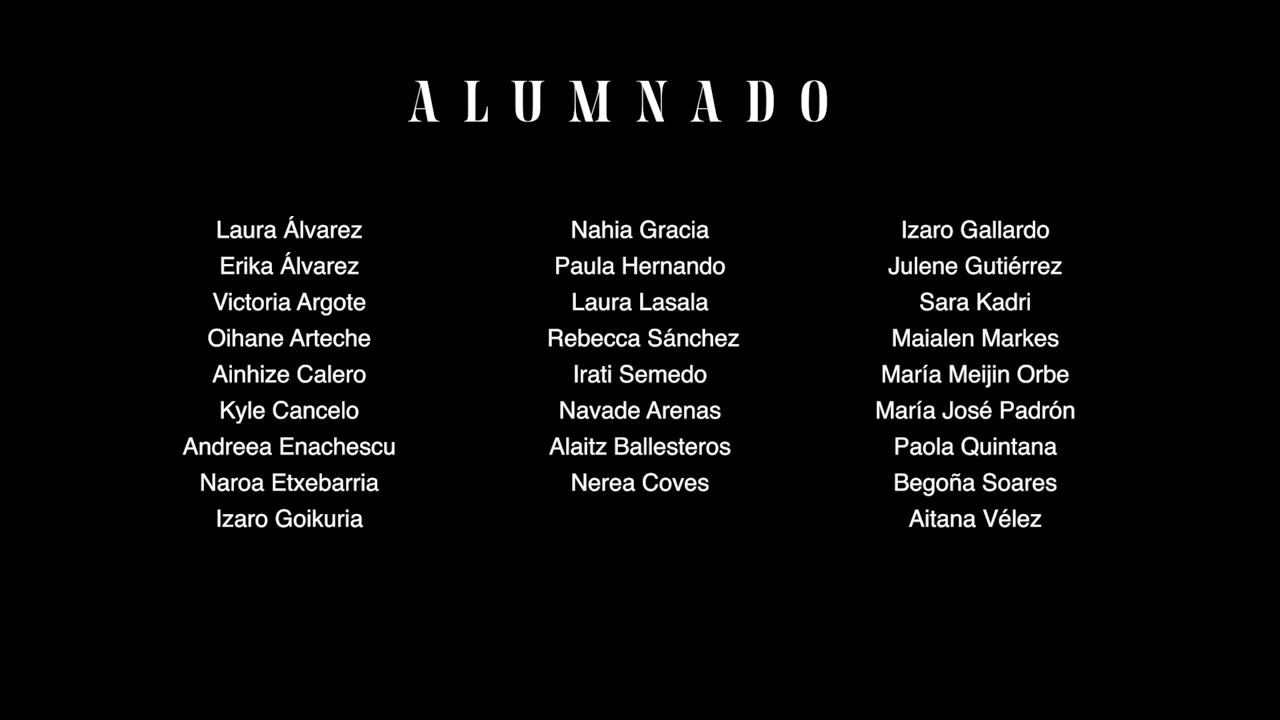 ALUMNADO
Laura Álvarez
Erika Álvarez
Victoria Argote
Oihane Arteche
Ainhize Calero
Kyle Cancelo
Andreea Enachescu
Naroa Etxebarria
Izaro Goikuria
Nahia Gracia
Paula Hernando
Laura Lasala
Rebecca Sánchez
Irati Semedo
Navade Arenas
Alaitz Ballesteros
Nerea Coves
Izaro Gallardo
Julene Gutiérrez
Sara Kadri
Maialen Markes
María Meijin Orbe
María José Padrón
Paola Quintana
Begoña Soares
Aitana Vélez